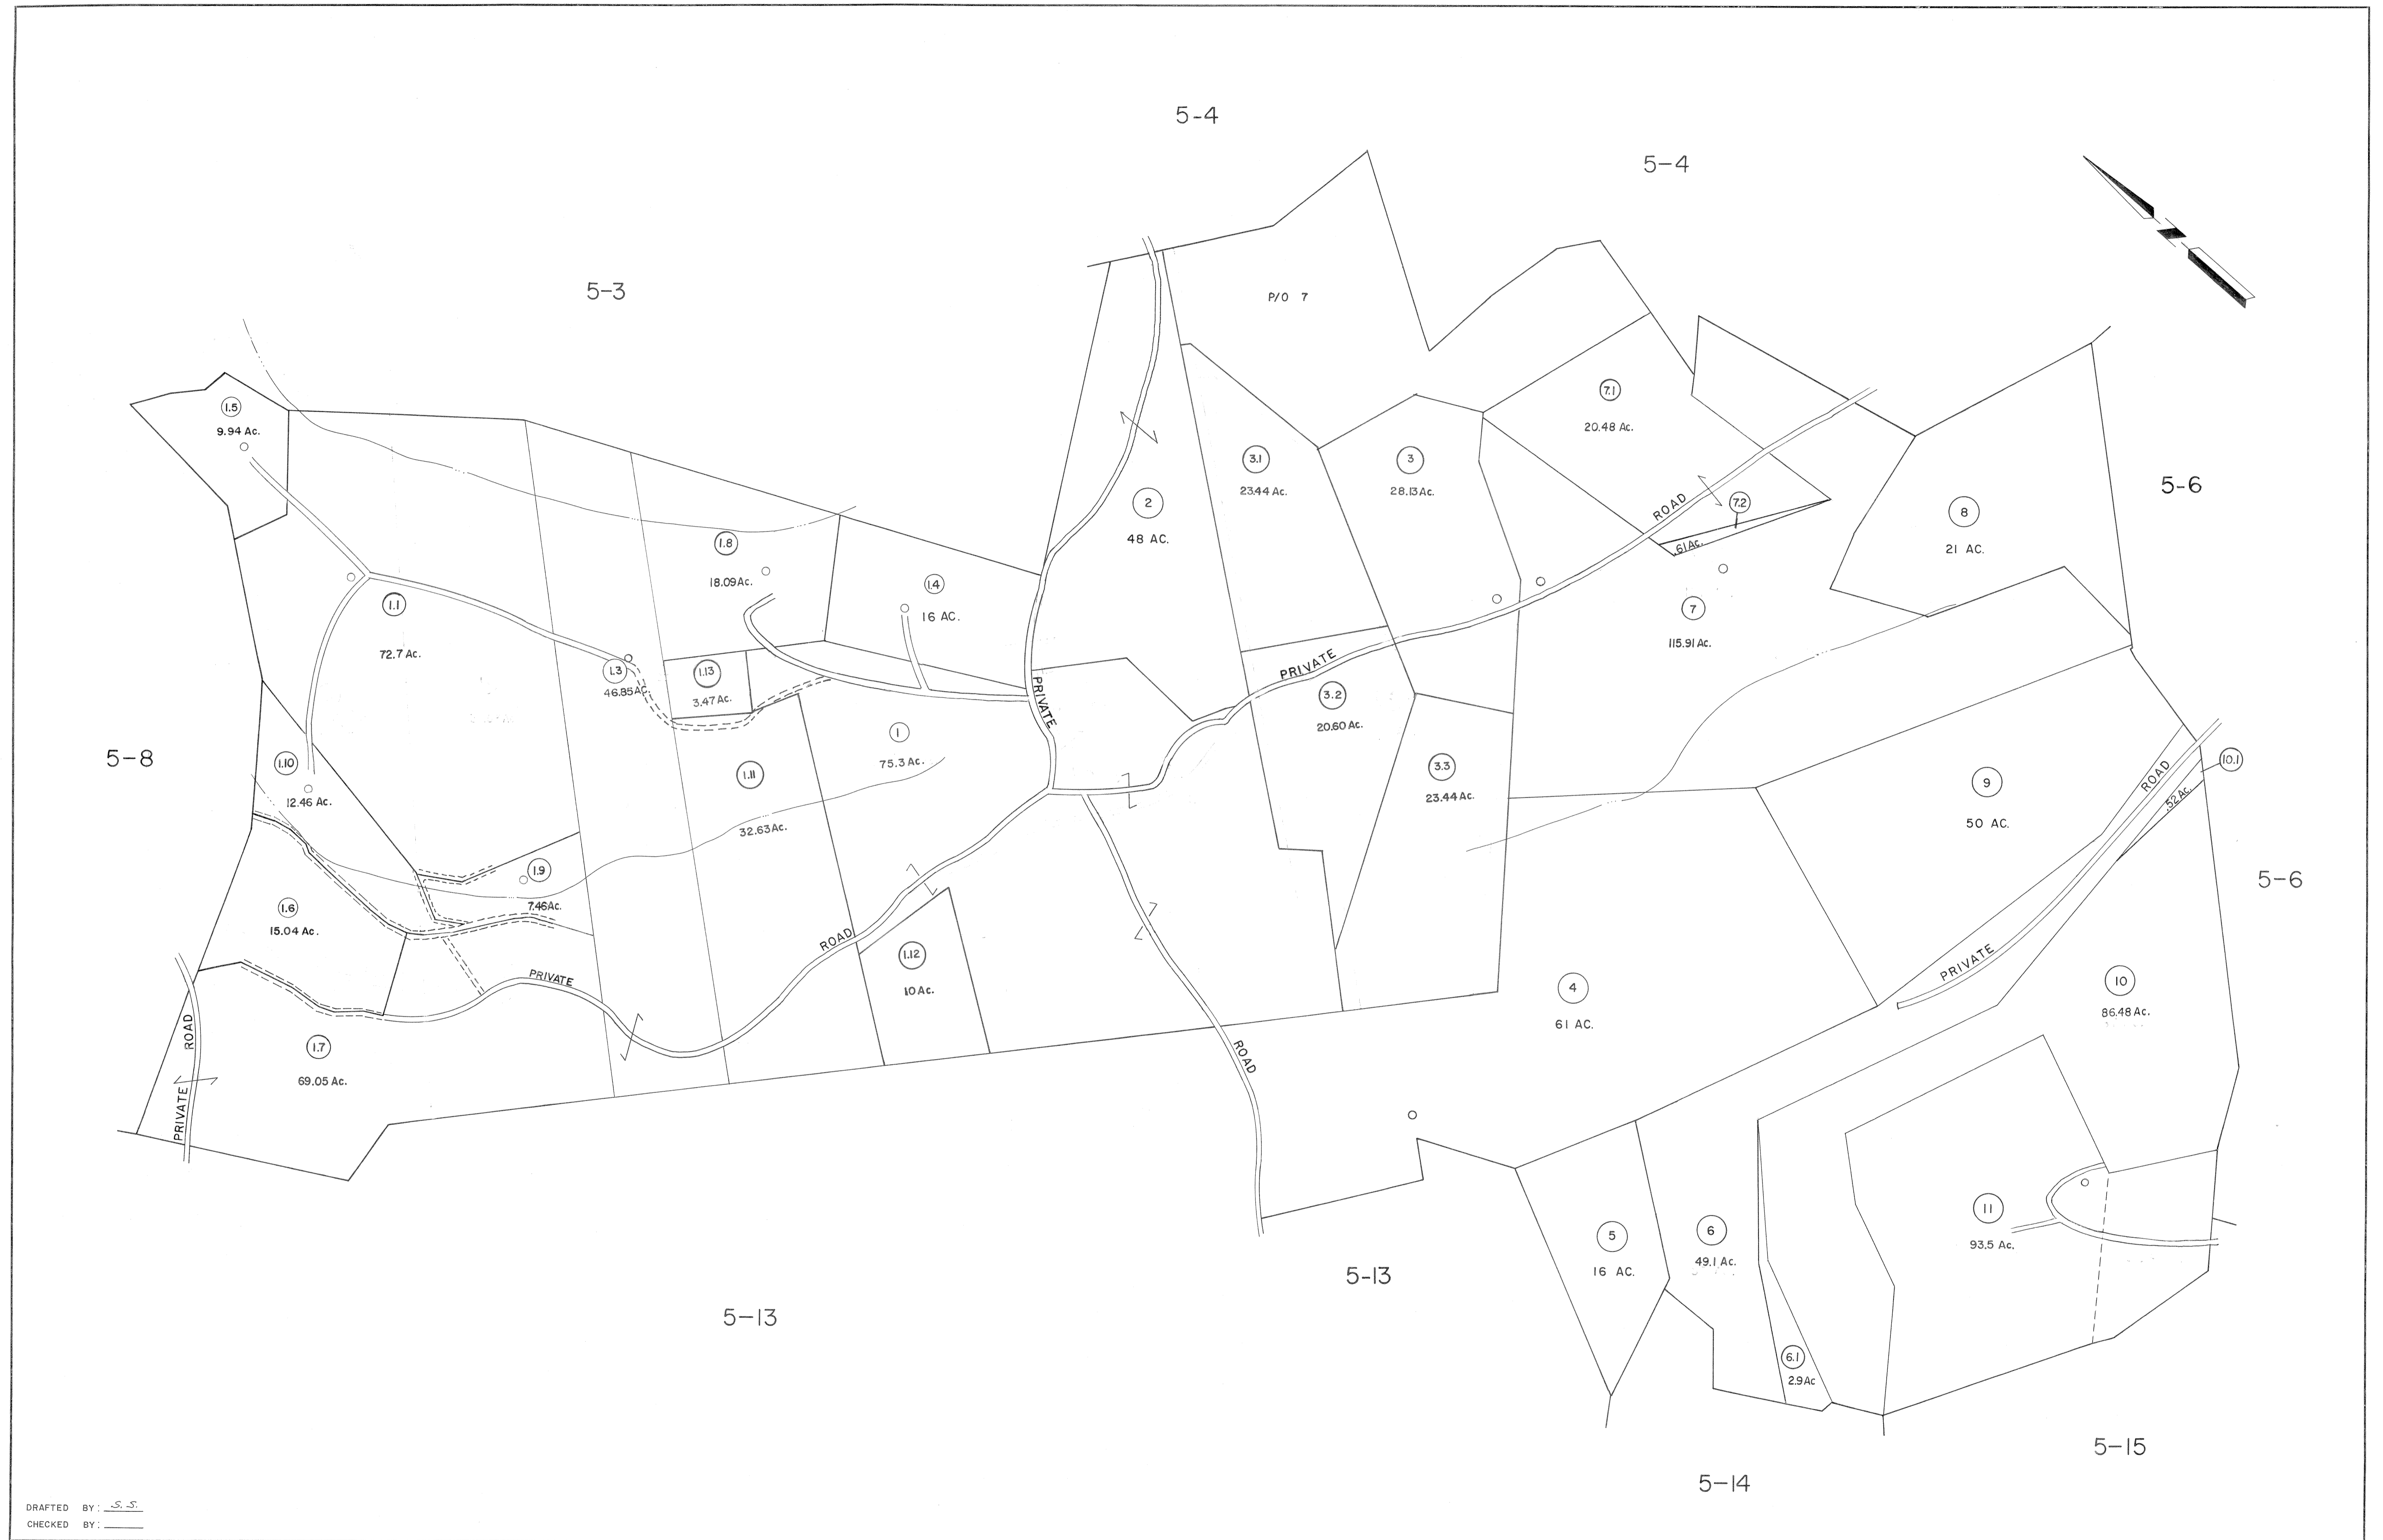 5-4
5-4
5-3
P/O 7
1.5
9.94 Ac.
7.1
20.48 Ac.
3.1
23.44 Ac.
3
28.13 Ac.
5-6
2
48 AC.
ROAD
7.2
.61 Ac.
8
21 AC.
1.8
18.09 Ac.
1.4
16 AC.
1.1
72.7 Ac.
7
115.91 Ac.
1.3
46.85 AC.
1.13
3.47 Ac.
PRIVATE
PRIVATE
3.2
20.60 Ac.
1
75.3 Ac.
5-8
1.10
12.46 Ac.
1.11
32.63 Ac.
3.3
23.44 Ac.
9
50 AC.
ROAD
10.1
.52 Ac.
1.9
7.46 Ac.
5-6
1.6
15.04 Ac.
ROAD
PRIVATE
1.12
10 Ac.
PRIVATE
4
61 AC.
10
86.48 Ac.
ROAD
PRIVATE
1.7
69.05 Ac.
ROAD
5
16 AC.
6
49.1 Ac.
11
93.5 Ac.
5-13
5-13
6.1
2.9 Ac
5-15
5-14
DRAFTED BY: S. S.
CHECKED BY: